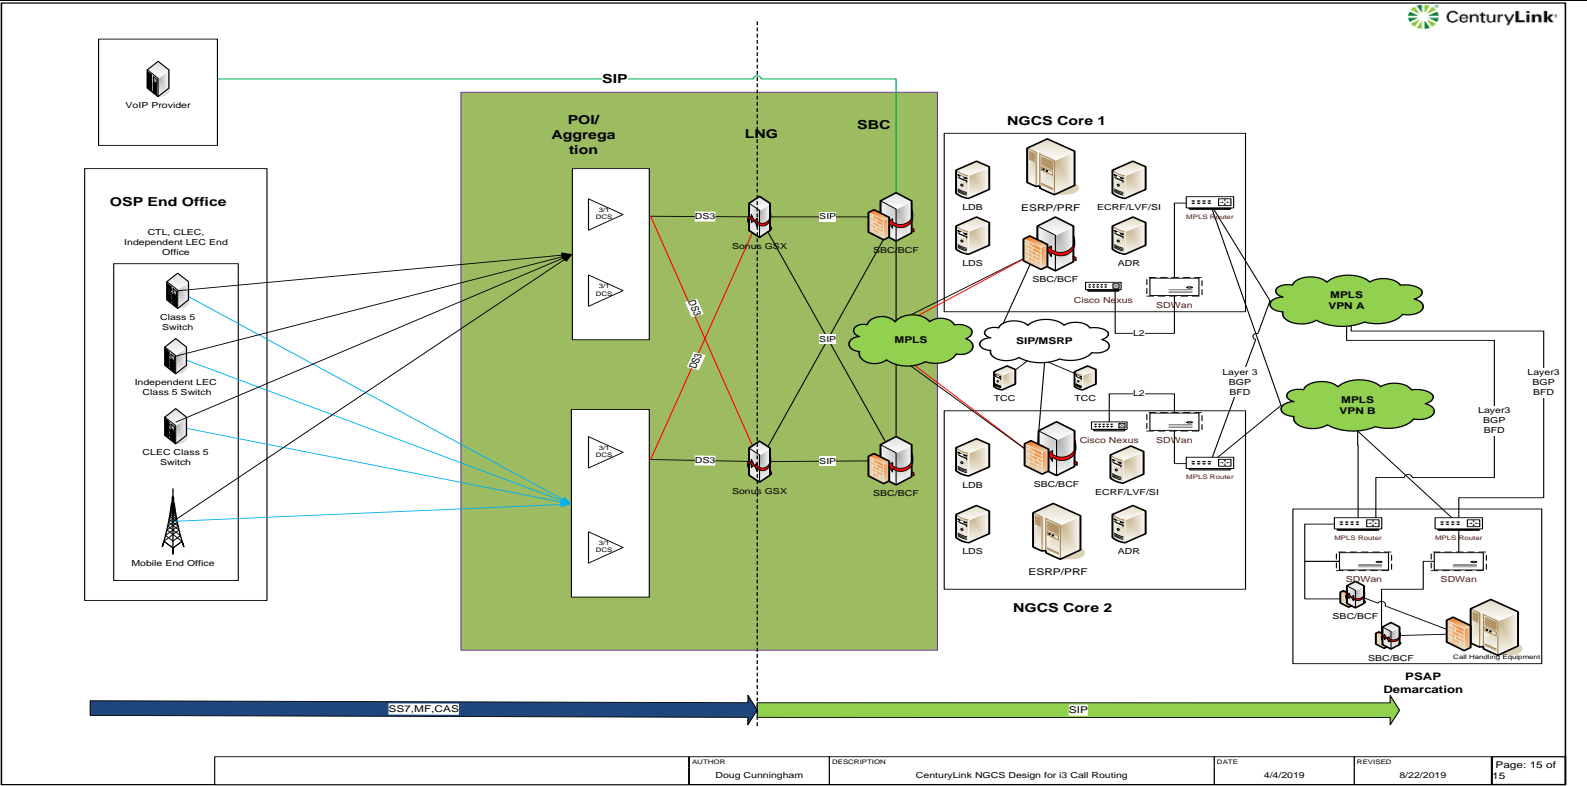 CenturyLink
VoIP Provider
SIP
OSP End Office
CTL, CLEC,
Independent LEC End
Office
Class 5
Switch
Independent LEC
Class 5 Switch
CLEC Class 5
Switch
Mobile End Office
POI/
Aggrega
tion
LNG
SBC
3/1
DCS
3/1
DCS
3/1
DCS
3/1
DCS
DS3
DS3
DS3
DS3
Sonus GSX
Sonus GSX
SIP
SIP
SIP
SBC/BCF
SBC/BCF
MPLS
NGCS Core 1
LDB
ESRP/PRF
ECRF/LVF/SI
LDS
SBC/BCF
ADR
MPLS Router
Cisco Nexus
SDWan
L2
SIP/MSRP
TCC
TCC
L2
Cisco Nexus
SDWan
MPLS Router
LDB
SBC/BCF
ECRF/LVF/SI
LDS
ESRP/PRF
ADR
NGCS Core 2
MPLS
VPN A
MPLS
VPN B
Layer 3
BGP
BFD
Layer3
BGP
BFD
Layer3
BGP
BFD
MPLS Router
MPLS Router
SDWan
SDWan
SBC/BCF
SBC/BCF
Call Handling Equipment
PSAP
Demarcation
SS7,MF,CAS
SIP
AUTHOR
Doug Cunningham
DESCRIPTION
CenturyLink NGCS Design for i3 Call Routing
DATE
4/4/2019
REVISED
8/22/2019
Page: 15 of
15